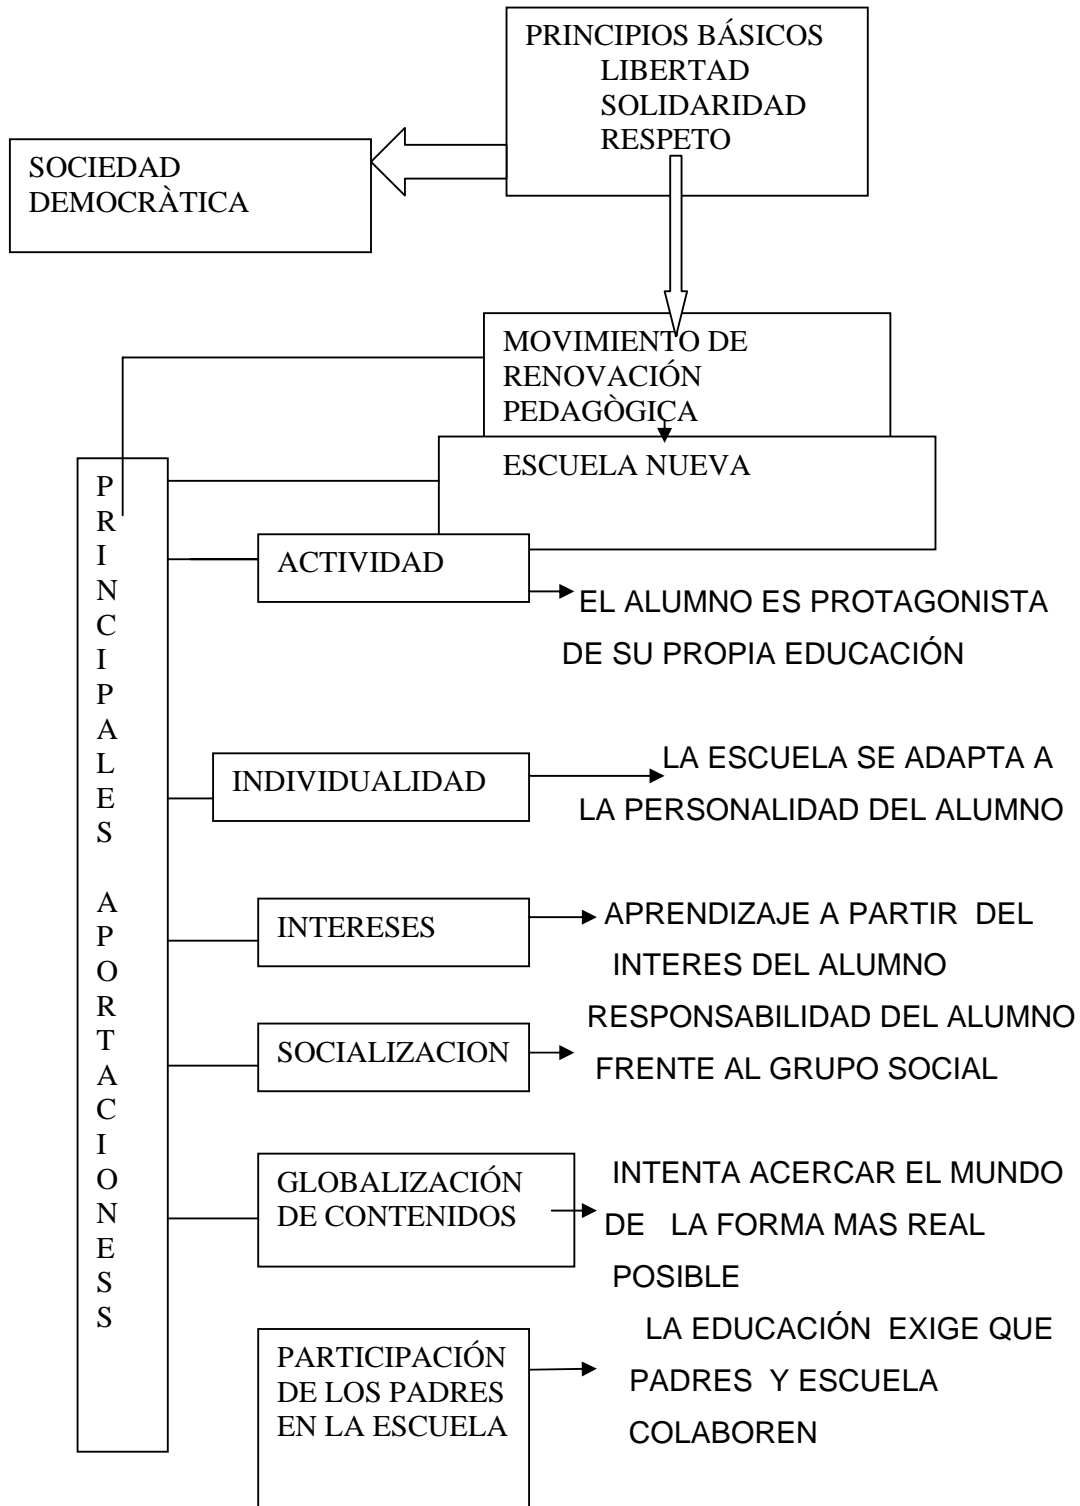 PRINCIPIOS BÁSICOS
LIBERTAD
SOLIDARIDAD
RESPETO
SOCIEDAD
DEMOCRÀTICA
MOVIMIENTO DE
RENOVACIÓN
PEDAGÒGICA
ESCUELA NUEVA
P
R
I
N
C
I
P
A
L
E
S
A
P
O
R
T
A
C
I
O
N
E
S
S
ACTIVIDAD
EL ALUMNO ES PROTAGONISTA
DE SU PROPIA EDUCACIÓN
INDIVIDUALIDAD
LA ESCUELA SE ADAPTA A
LA PERSONALIDAD DEL ALUMNO
INTERESES
APRENDIZAJE A PARTIR DEL
INTERES DEL ALUMNO
SOCIALIZACION
RESPONSABILIDAD DEL ALUMNO
FRENTE AL GRUPO SOCIAL
GLOBALIZACIÓN
DE CONTENIDOS
INTENTA ACERCAR EL MUNDO
DE LA FORMA MAS REAL
POSIBLE
PARTICIPACIÓN
DE LOS PADRES
EN LA ESCUELA
LA EDUCACIÓN EXIGE QUE
PADRES Y ESCUELA
COLABOREN